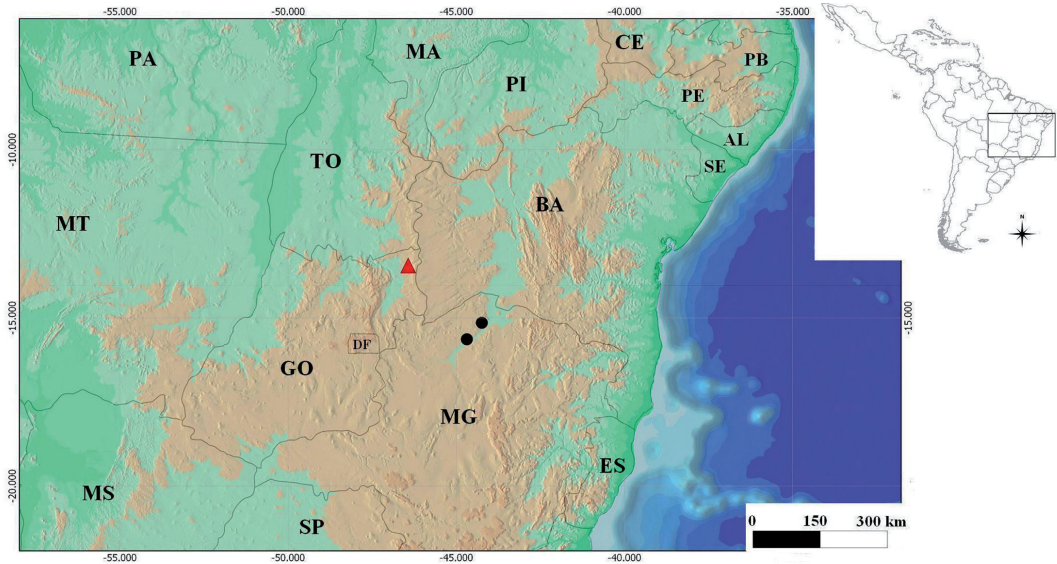 -55.000 -50.000 -45.000 -40.000 -35.000
CE
PA
MA
PB
PI
PE
AL
-10.000
TO
SE
BA
MT
N
-15.000
-15.000
DF
GO
MG
ES
-20.000
MS
SP
0 150 300 km
-55.000 -50.000 -45.000 -40.000